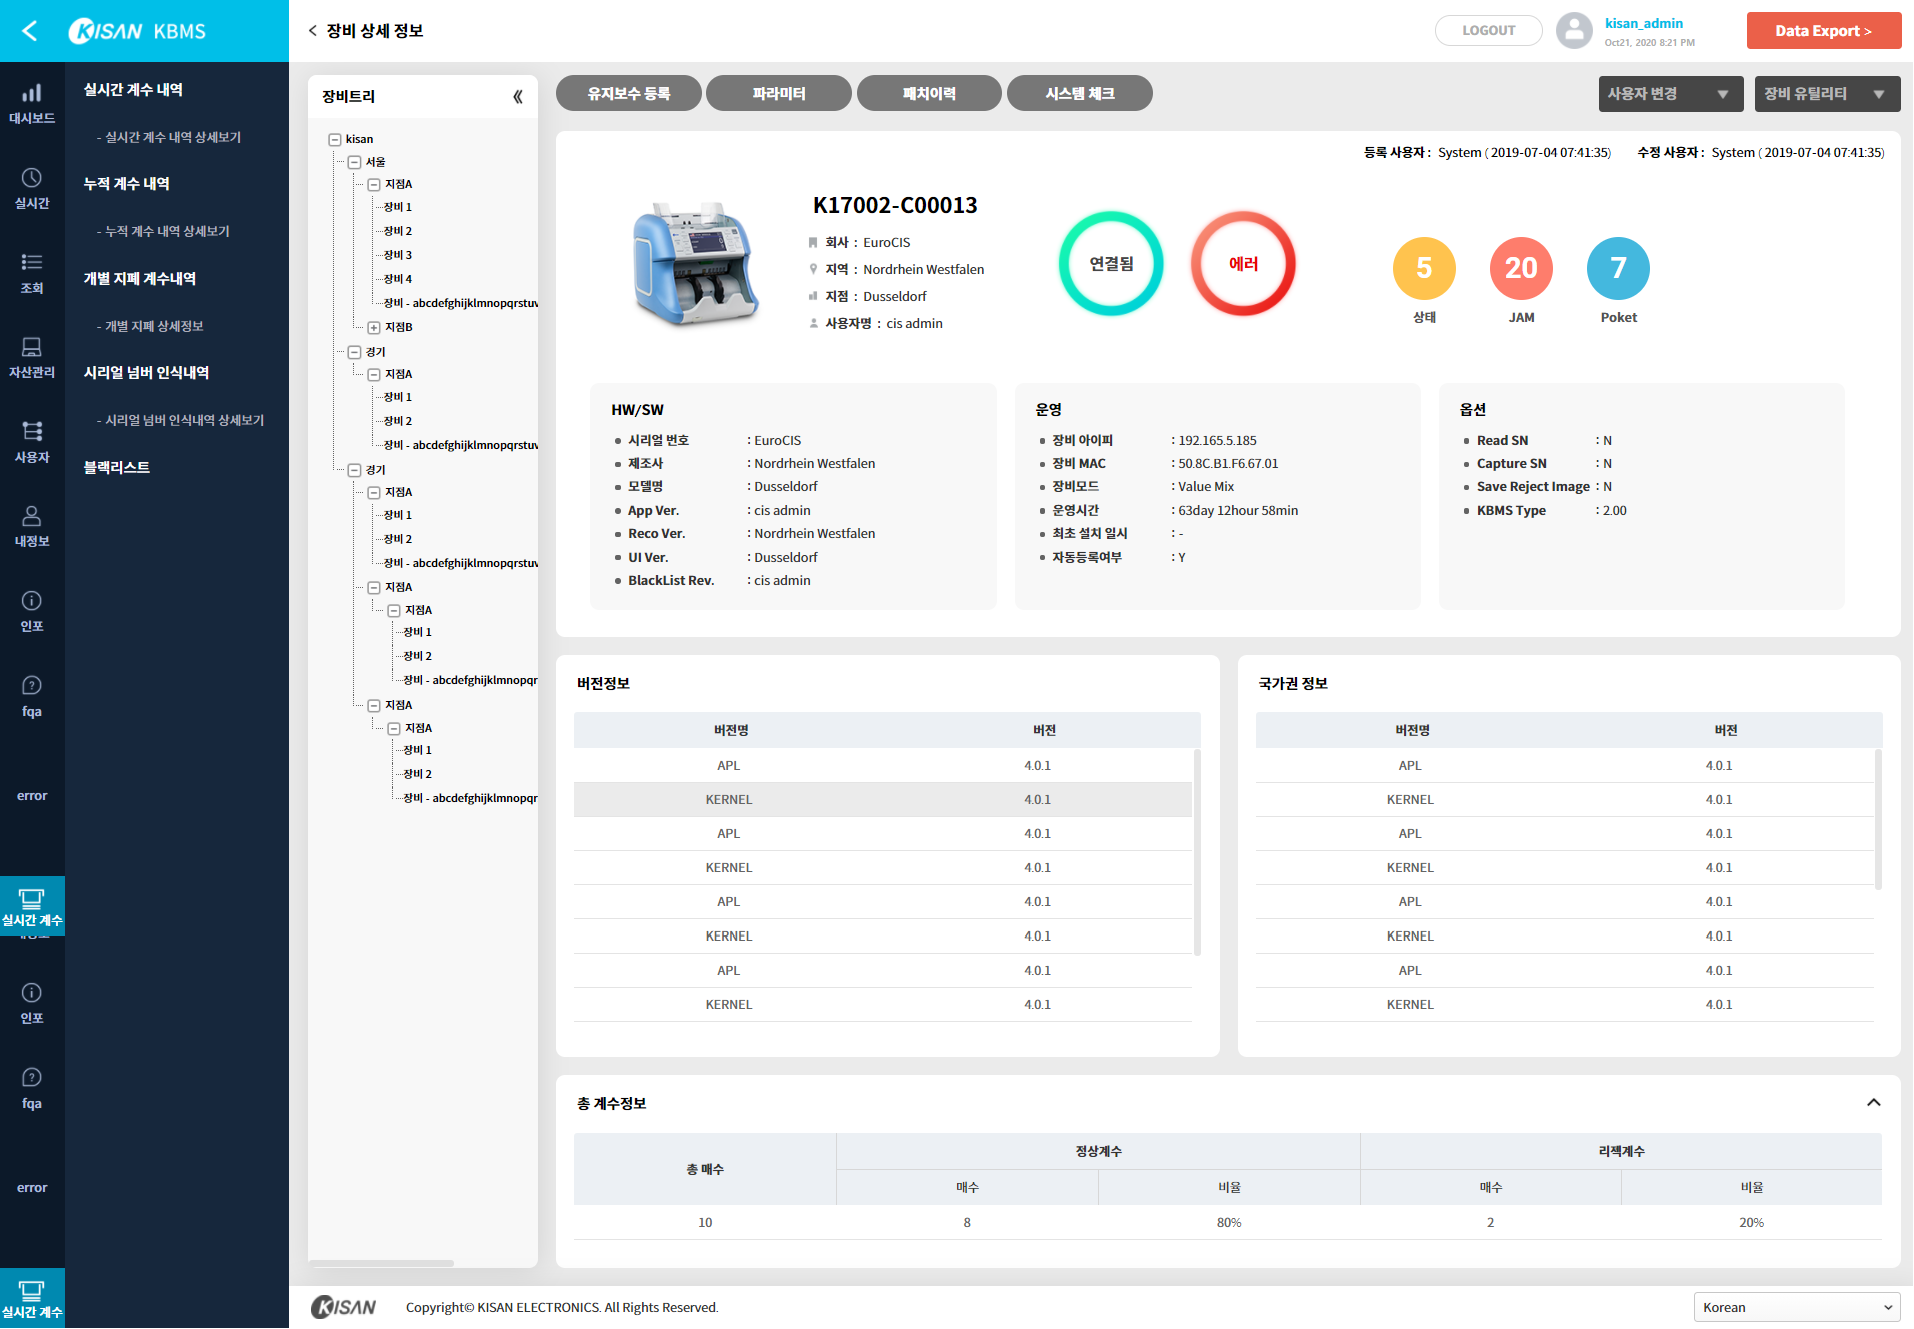 KISAN KBMS
장비 상세 정보
LOGOUT
kisan_admin
Oct21, 2020 8:21 PM
Data Export >
대시보드
실시간
조회
자산관리
사용자
내정보
인포
fqa
error
실시간 계수
인포
fqa
error
실시간 계수
실시간 계수 내역
- 실시간 계수 내역 상세보기
누적 계수 내역
- 누적 계수 내역 상세보기
개별 지폐 계수내역
- 개별 지폐 상세정보
시리얼 넘버 인식내역
- 시리얼 넘버 인식내역 상세보기
블랙리스트
장비트리
kisan
서울
지점A
장비 1
장비 2
장비 3
장비 4
장비 - abcdefghijklmnopqrstuv
지점B
경기
지점A
장비 1
장비 2
장비 - abcdefghijklmnopqrstuv
경기
지점A
장비 1
장비 2
장비 - abcdefghijklmnopqrstuv
지점A
지점A
장비 1
장비 2
장비 - abcdefghijklmnopqr
지점A
지점A
장비 1
장비 2
장비 - abcdefghijklmnopqr
유지보수 등록 파라미터 패치이력 시스템 체크
사용자 변경 ▼ 장비 유틸리티 ▼
등록 사용자 : System ( 2019-07-04 07:41:35) 수정 사용자 : System ( 2019-07-04 07:41:35)
K17002-C00013
회사 : EuroCIS
지역 : Nordrhein Westfalen
지점 : Dusseldorf
사용자명 : cis admin
연결됨
에러
5 20 7
상태 JAM Poket
HW/SW
시리얼 번호 : EuroCIS
제조사 : Nordrhein Westfalen
모델명 : Dusseldorf
App Ver. : cis admin
Reco Ver. : Nordrhein Westfalen
UI Ver. : Dusseldorf
BlackList Rev. : cis admin
운영
장비 아이피 : 192.165.5.185
장비 MAC : 50.8C.B1.F6.67.01
장비모드 : Value Mix
운영시간 : 63day 12hour 58min
최초 설치 일시 : -
자동등록여부 : Y
옵션
Read SN : N
Capture SN : N
Save Reject Image : N
KBMS Type : 2.00
버전정보
버전명 버전
APL 4.0.1
KERNEL 4.0.1
APL 4.0.1
KERNEL 4.0.1
APL 4.0.1
KERNEL 4.0.1
APL 4.0.1
KERNEL 4.0.1
국가권 정보
버전명 버전
APL 4.0.1
KERNEL 4.0.1
APL 4.0.1
KERNEL 4.0.1
APL 4.0.1
KERNEL 4.0.1
APL 4.0.1
KERNEL 4.0.1
총 계수정보
총 매수 정상계수 리젝계수
매수 비율 매수 비율
10 8 80% 2 20%
KISAN
Copyright© KISAN ELECTRONICS. All Rights Reserved.
Korean